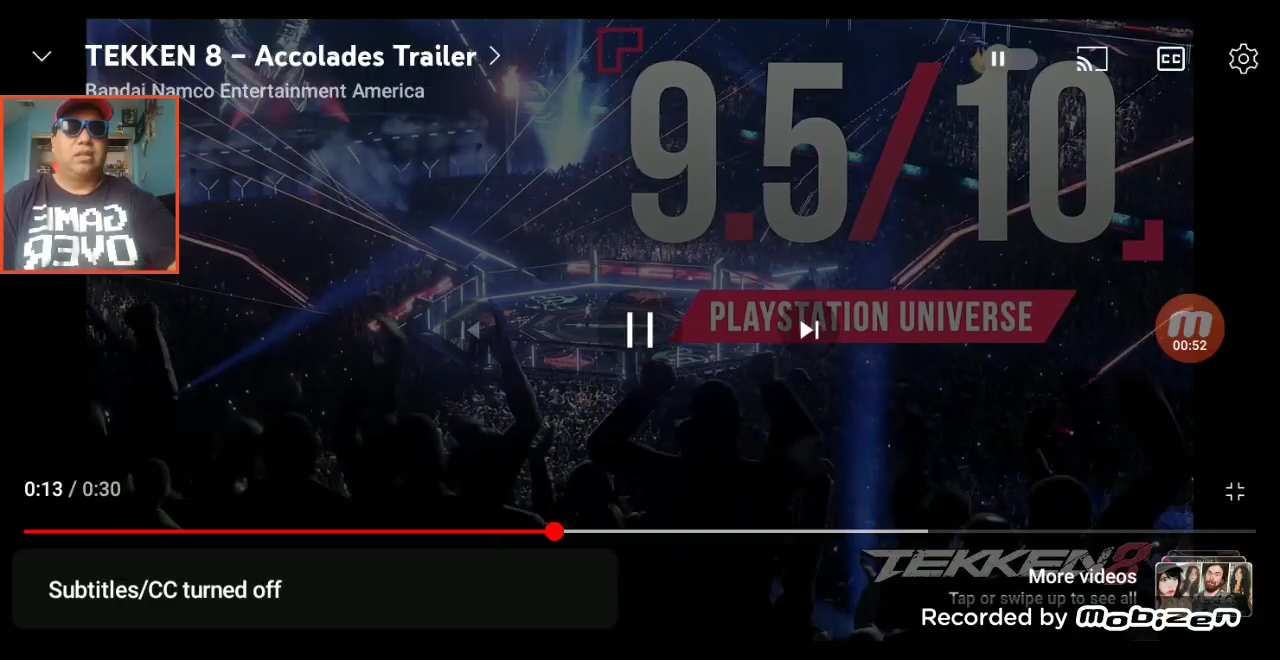 TEKKEN 8 – Accolades Trailer
Bandai Namco Entertainment America
CC
9.5/10
PLAYSTATION UNIVERSE
GAME
OVER
00:52
0:13 / 0:30
Subtitles/CC turned off
TEKKEN 8
More videos
Tap or swipe up to see all
Recorded by mobizen